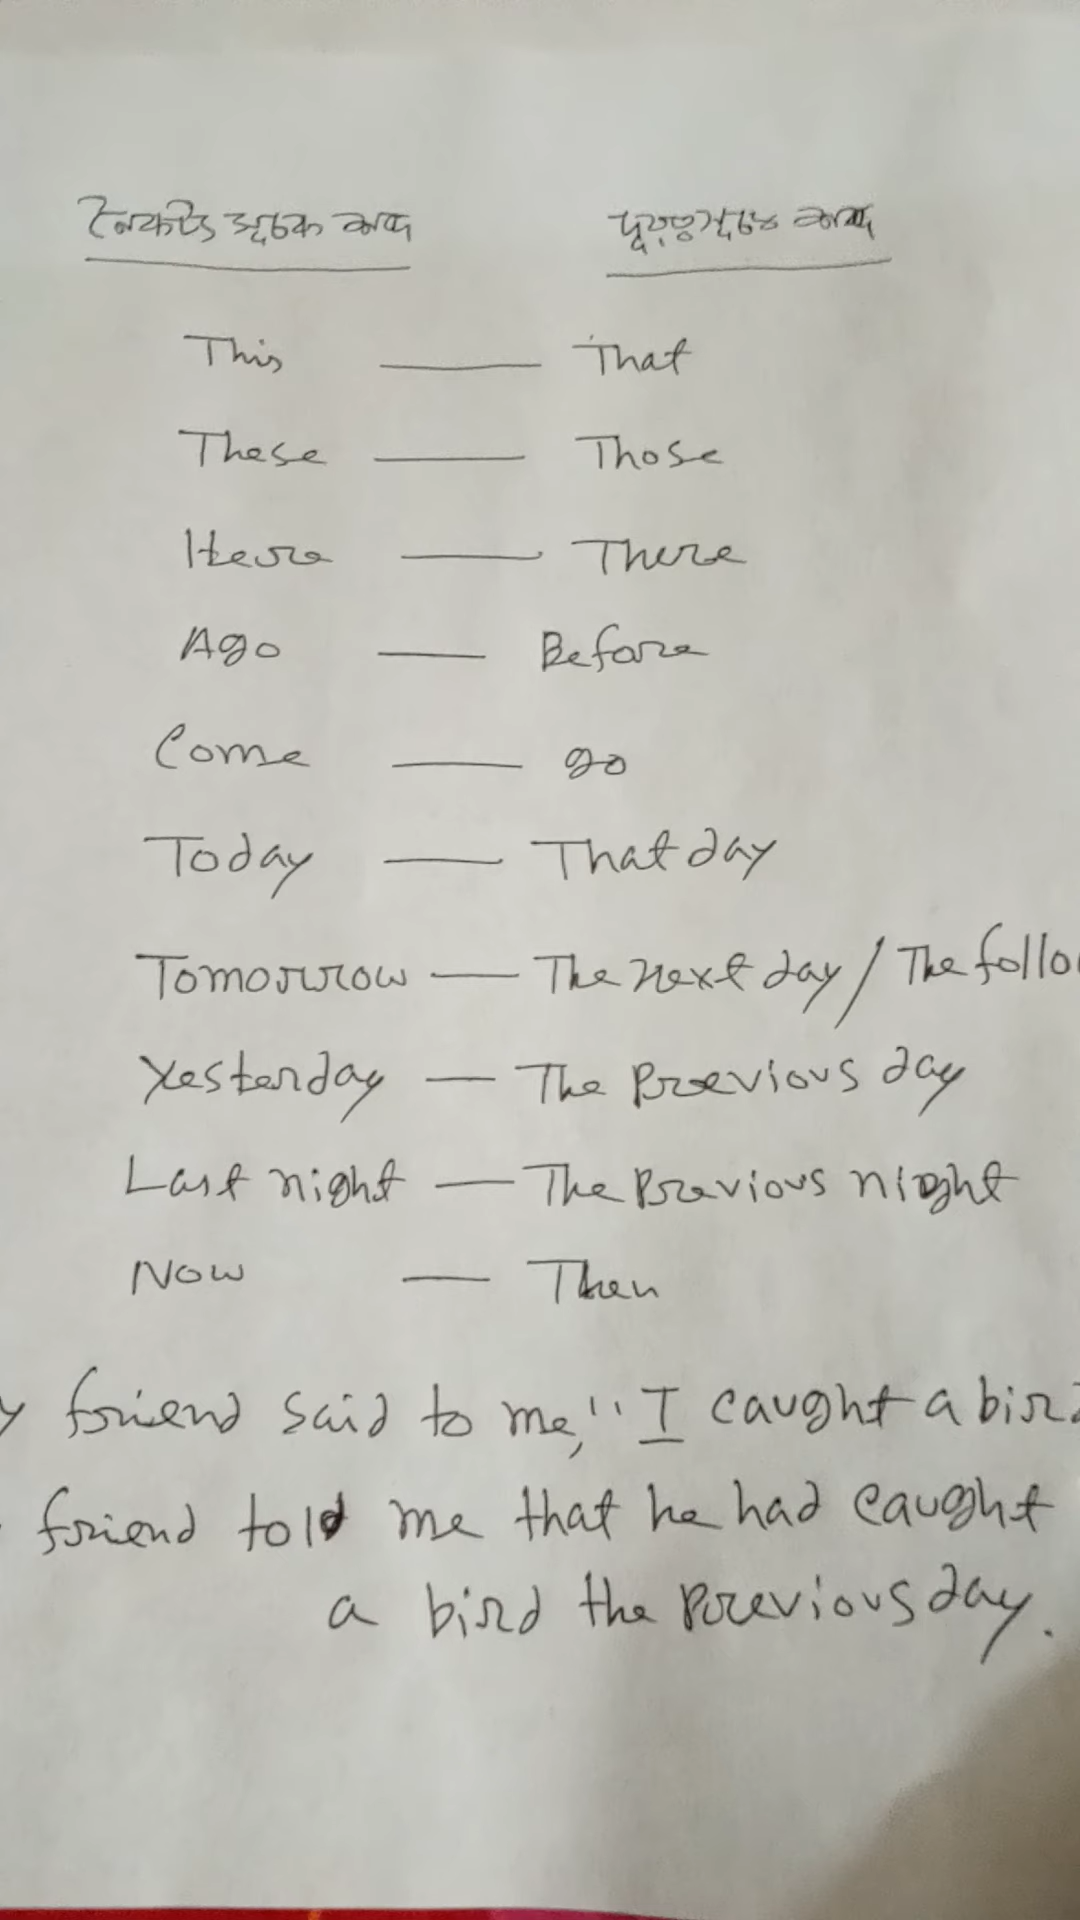 নৈকট্য সূচক শব্দ    দূরত্বসূচক শব্দ
This — That
These — Those
Here — There
Ago — Before
Come — go
Today — That day
Tomorrow — The next day / The follo
Yesterday — The Previous day
Last night — The Previous night
Now — Then
y friend said to me, "I caught a bird
friend told me that he had caught
a bird the Previous day.